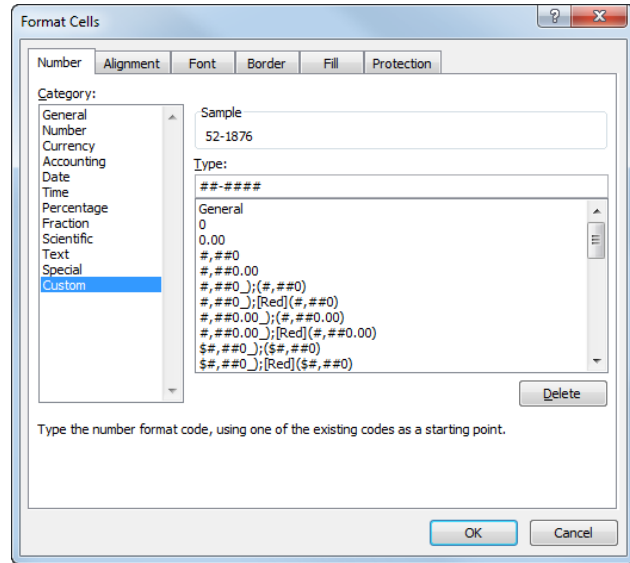 Format Cells
Number Alignment Font Border Fill Protection
Category:
General
Number
Currency
Accounting
Date
Time
Percentage
Fraction
Scientific
Text
Special
Custom
Sample
52-1876
Type:
##-####
General
0
0.00
#,##0
#,##0.00
#,##0_);(#,##0)
#,##0_);[Red](#,##0)
#,##0.00_);(#,##0.00)
#,##0.00_);[Red](#,##0.00)
$#,##0_);($#,##0)
$#,##0_);[Red]($#,##0)
Delete
Type the number format code, using one of the existing codes as a starting point.
OK Cancel